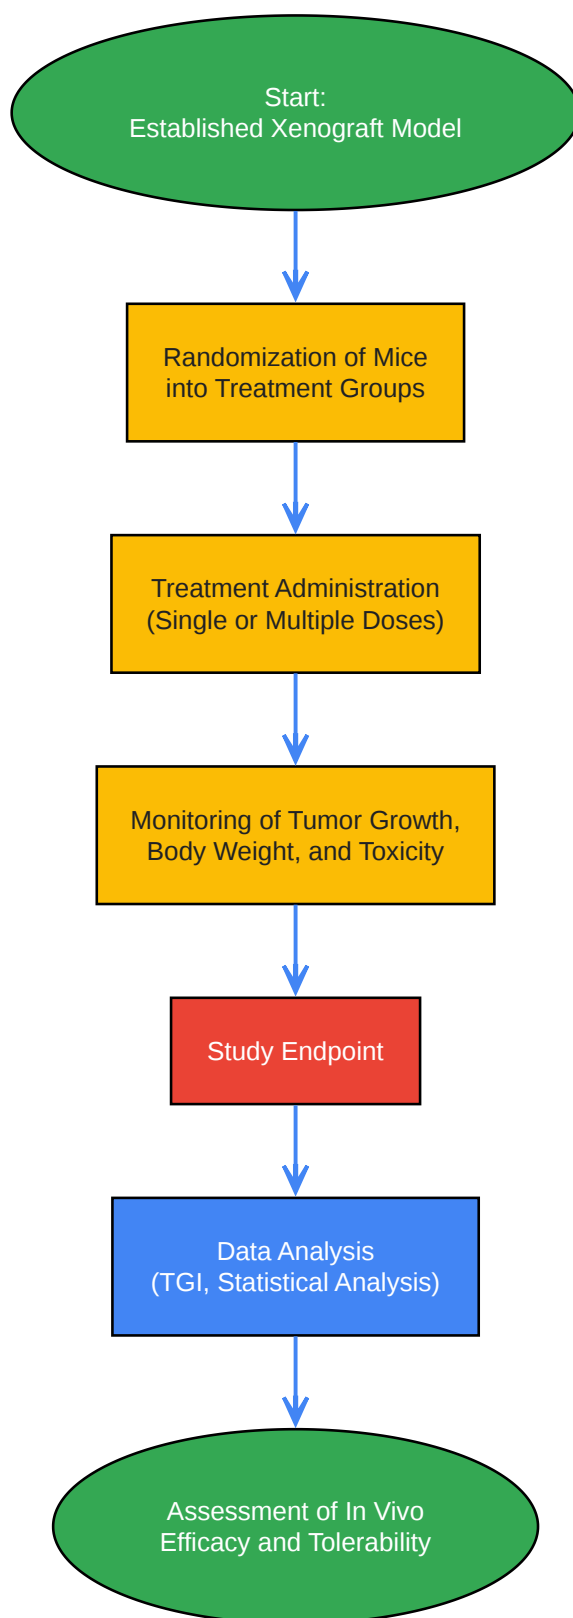 Start:
Established Xenograft Model
Randomization of Mice
into Treatment Groups
Treatment Administration
(Single or Multiple Doses)
Monitoring of Tumor Growth,
Body Weight, and Toxicity
Study Endpoint
Data Analysis
(TGI, Statistical Analysis)
Assessment of In Vivo
Efficacy and Tolerability